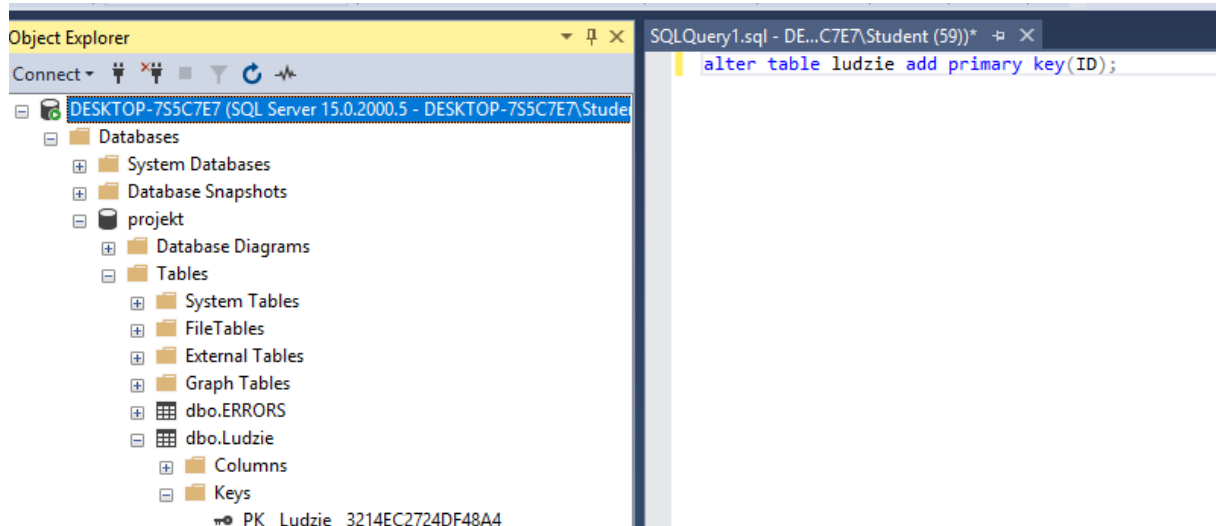 Object Explorer
Connect
DESKTOP-7S5C7E7 (SQL Server 15.0.2000.5 - DESKTOP-7S5C7E7\Studer
Databases
System Databases
Database Snapshots
projekt
Database Diagrams
Tables
System Tables
FileTables
External Tables
Graph Tables
dbo.ERRORS
dbo.Ludzie
Columns
Keys
PK__Ludzie__3214EC2724DF48A4
SQLQuery1.sql - DE...C7E7\Student (59))*
alter table ludzie add primary key(ID);